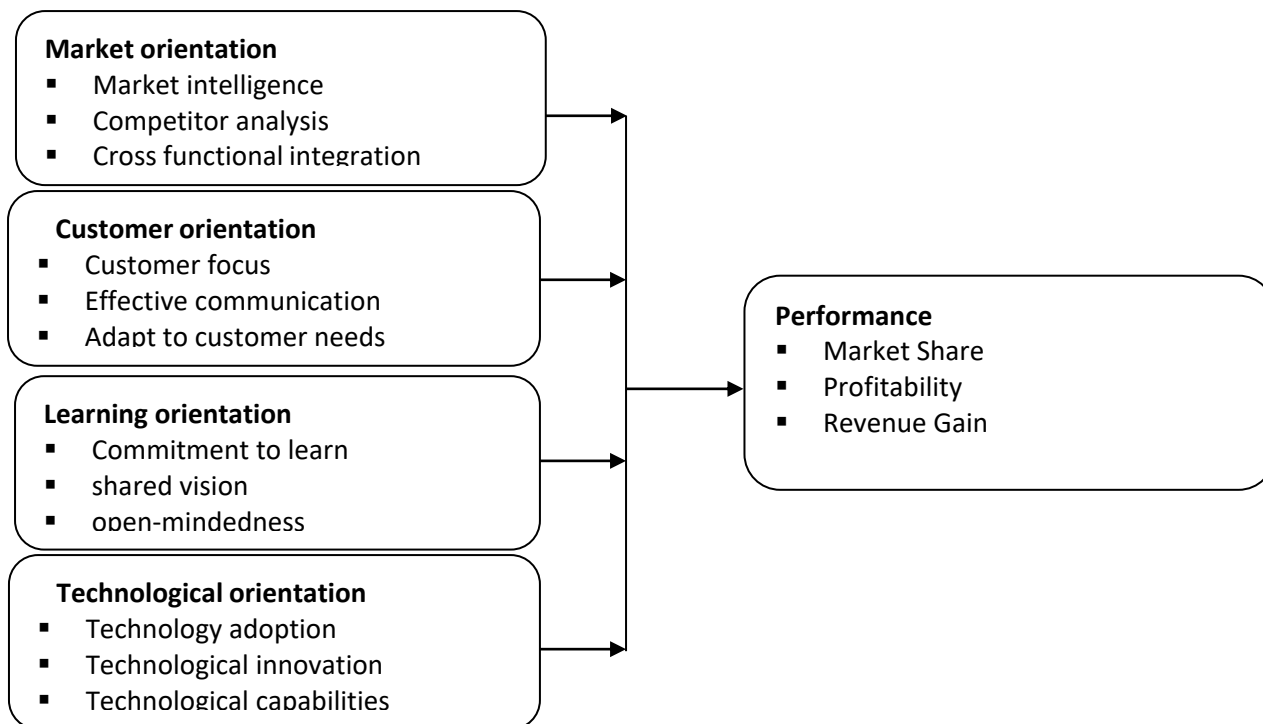 Market orientation
▪ Market intelligence
▪ Competitor analysis
▪ Cross functional integration
Customer orientation
▪ Customer focus
▪ Effective communication
▪ Adapt to customer needs
Learning orientation
▪ Commitment to learn
▪ shared vision
▪ open-mindedness
Technological orientation
▪ Technology adoption
▪ Technological innovation
▪ Technological capabilities
Performance
▪ Market Share
▪ Profitability
▪ Revenue Gain